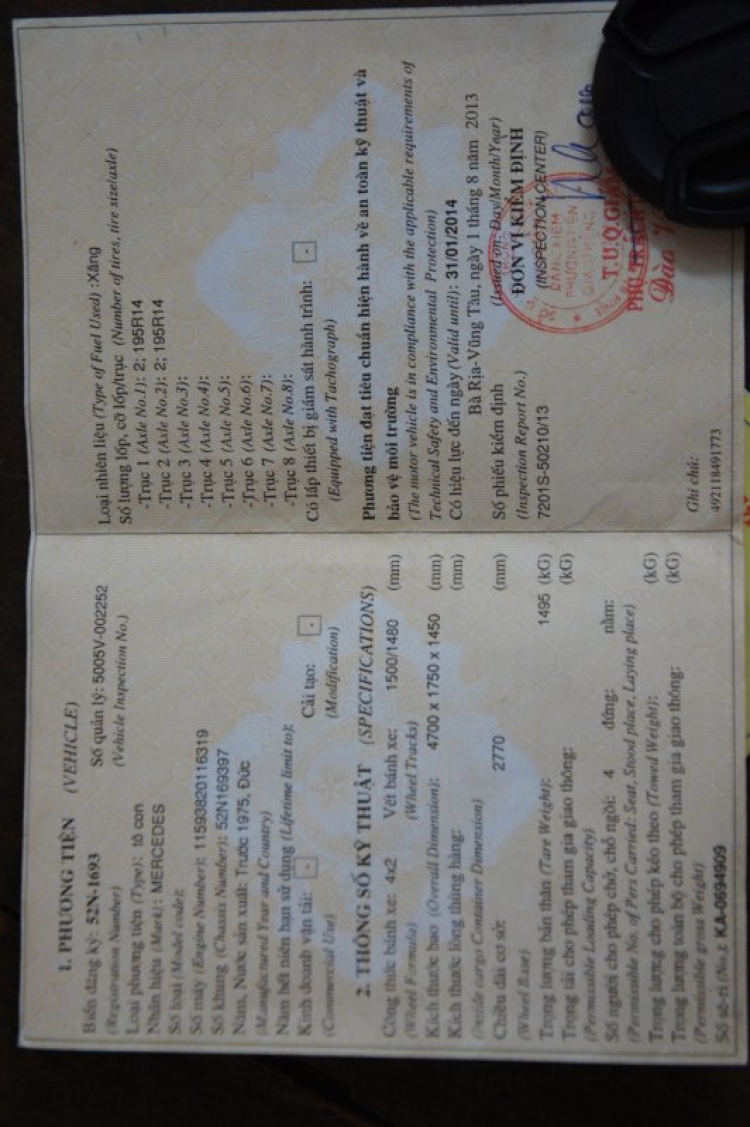 1. PHƯƠNG TIỆN (VEHICLE)
Biển đăng ký: 52N-1693 Số quản lý: 5005V-002252
(Registration Number) (Vehicle Inspection No.)
Loại phương tiện (Type): tô con
Nhãn hiệu (Mark): MERCEDES
Số loại (Model code):
Số máy (Engine Number): 11593820116319
Số khung (Chassis Number): 52N169397
Năm, Nước sản xuất: Trước 1975, Đức
(Manufactured Year and Country)
Năm hết niên hạn sử dụng (Lifetime limit to):
Kinh doanh vận tải: - Cải tạo: -
(Commercial Use) (Modification)
2. THÔNG SỐ KỸ THUẬT (SPECIFICATIONS)
Công thức bánh xe: 4x2 Vết bánh xe: 1500/1480 (mm)
(Wheel Formula) (Wheel Tracks)
Kích thước bao (Overall Dimension): 4700 x 1750 x 1450 (mm)
Kích thước lòng thùng hàng: (mm)
(Inside cargo Container Dimension)
Chiều dài cơ sở: 2770 (mm)
(Wheel Base)
Trọng lượng bản thân (Tare Weight): 1495 (kG)
Trọng tải cho phép tham gia giao thông: (kG)
(Permissible Loading Capacity)
Số người cho phép chở, chỗ ngồi: 4 đứng: nằm:
(Permissible No. of Pers Carried: Seat, Stood place, Laying place)
Trọng lượng cho phép kéo theo (Towed Weight): (kG)
Trọng lượng toàn bộ cho phép tham gia giao thông: (kG)
(Permissible gross Weight)
Số sê-ri (No.): KA-0694909
Loại nhiên liệu (Type of Fuel Used) :Xăng
Số lượng lốp, cỡ lốp/trục (Number of tires, tire size/axle)
-Trục 1 (Axle No.1): 2; 195R14
-Trục 2 (Axle No.2): 2; 195R14
-Trục 3 (Axle No.3):
-Trục 4 (Axle No.4):
-Trục 5 (Axle No.5):
-Trục 6 (Axle No.6):
-Trục 7 (Axle No.7):
-Trục 8 (Axle No.8):
Có lắp thiết bị giám sát hành trình: -
(Equipped with Tachograph)
Phương tiện đạt tiêu chuẩn hiện hành về an toàn kỹ thuật và
bảo vệ môi trường
(The motor vehicle is in compliance with the applicable requirements of
Technical Safety and Environmental Protection)
Có hiệu lực đến ngày (Valid until): 31/01/2014
Bà Rịa-Vũng Tàu, ngày 1 tháng 8 năm 2013
Số phiếu kiểm định (Issued on: Day/Month/Year)
(Inspection Report No.) ĐƠN VỊ KIỂM ĐỊNH
7201S-50210/13 (INSPECTION CENTER)
ĐĂNG KIỂM
PHƯƠNG TIỆN
GIAO THÔNG
T.U.Q.
PHỤ TRÁCH
Đào
Ghi chú:
492118491773